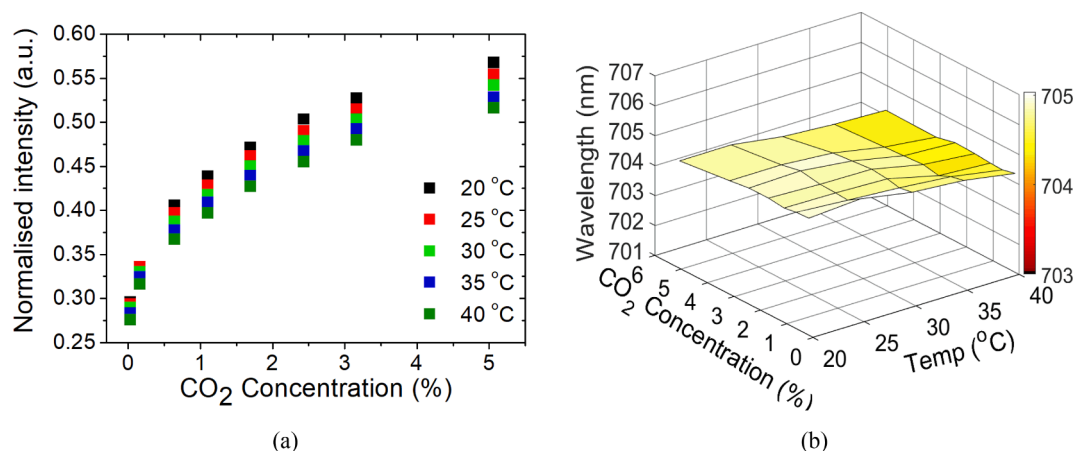 0.60
0.55
0.50
0.45
0.40
0.35
0.30
0.25
Normalised intensity (a.u.)
0 1 2 3 4 5
CO2 Concentration (%)
20 °C
25 °C
30 °C
35 °C
40 °C
(a)
707
706
705
704
703
702
701
Wavelength (nm)
6 5 4 3 2 1 0
CO2 Concentration (%)
20 25 30 35 40
Temp (°C)
705
704
703
(b)